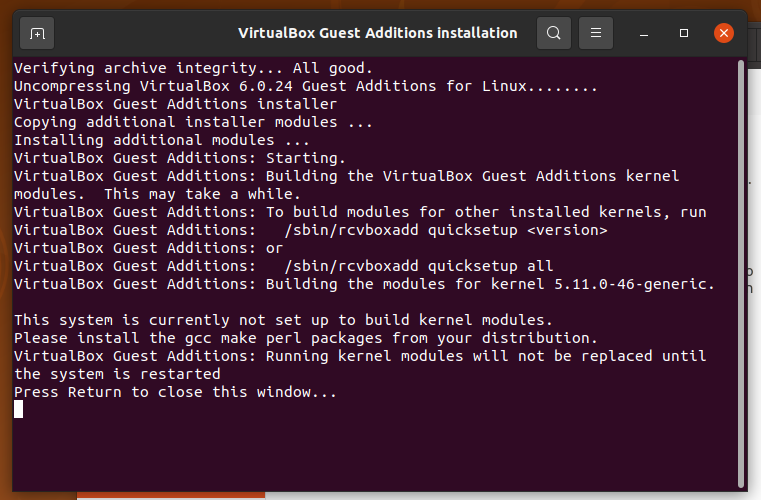 VirtualBox Guest Additions installation
Verifying archive integrity... All good.
Uncompressing VirtualBox 6.0.24 Guest Additions for Linux........
VirtualBox Guest Additions installer
Copying additional installer modules ...
Installing additional modules ...
VirtualBox Guest Additions: Starting.
VirtualBox Guest Additions: Building the VirtualBox Guest Additions kernel
modules.  This may take a while.
VirtualBox Guest Additions: To build modules for other installed kernels, run
VirtualBox Guest Additions:   /sbin/rcvboxadd quicksetup <version>
VirtualBox Guest Additions: or
VirtualBox Guest Additions:   /sbin/rcvboxadd quicksetup all
VirtualBox Guest Additions: Building the modules for kernel 5.11.0-46-generic.
This system is currently not set up to build kernel modules.
Please install the gcc make perl packages from your distribution.
VirtualBox Guest Additions: Running kernel modules will not be replaced until
the system is restarted
Press Return to close this window...